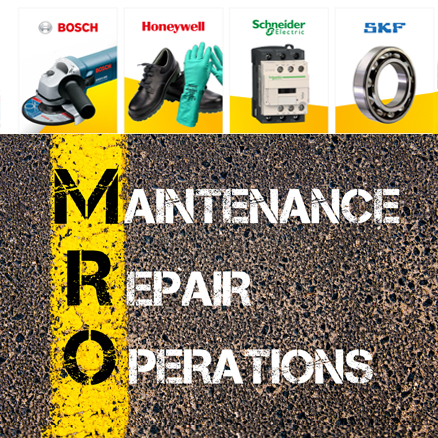 BOSCH
Honeywell
Schneider
Electric
SKF
MAINTENANCE
REPAIR
OPERATIONS